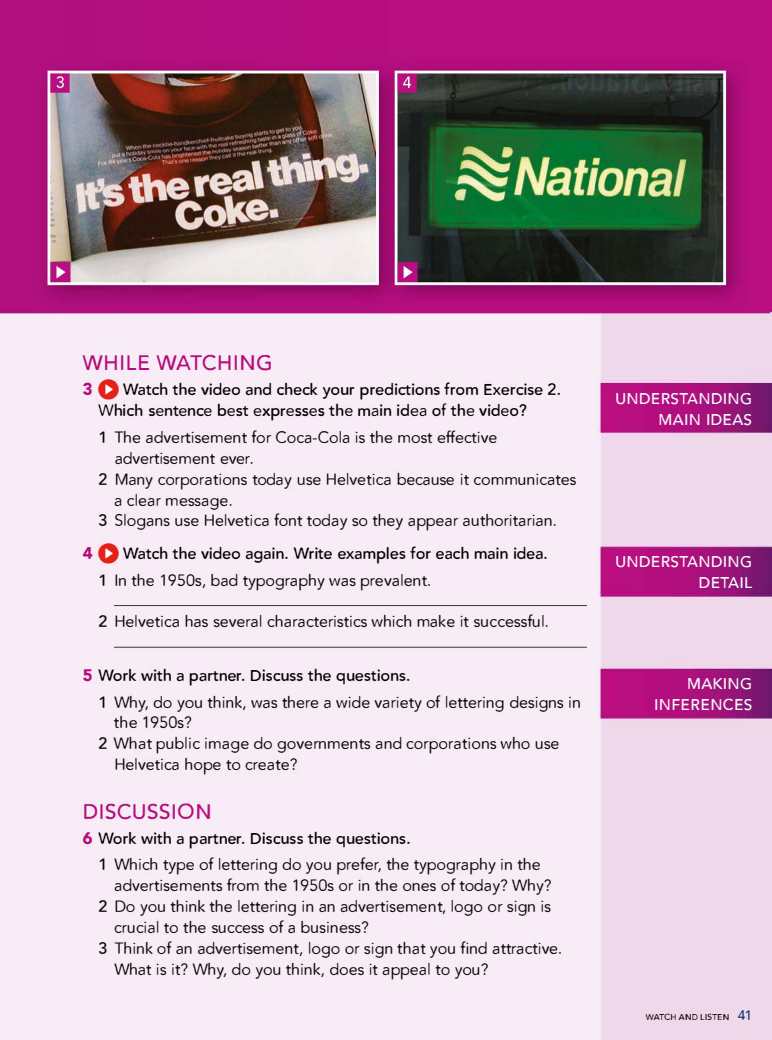 3
When the necktie-handkerchief-fruitcake buying starts to get to you,
put a holiday smile on your face with the real refreshing taste in a glass of Coke.
For 84 years Coca-Cola has brightened the holiday season better than any other soft drink.
That's one reason they call it the real thing.
It's the real thing.
Coke.
4
National
WHILE WATCHING
3 Watch the video and check your predictions from Exercise 2.
Which sentence best expresses the main idea of the video?
1 The advertisement for Coca-Cola is the most effective
advertisement ever.
2 Many corporations today use Helvetica because it communicates
a clear message.
3 Slogans use Helvetica font today so they appear authoritarian.
UNDERSTANDING
MAIN IDEAS
4 Watch the video again. Write examples for each main idea.
1 In the 1950s, bad typography was prevalent.
2 Helvetica has several characteristics which make it successful.
UNDERSTANDING
DETAIL
5 Work with a partner. Discuss the questions.
1 Why, do you think, was there a wide variety of lettering designs in
the 1950s?
2 What public image do governments and corporations who use
Helvetica hope to create?
MAKING
INFERENCES
DISCUSSION
6 Work with a partner. Discuss the questions.
1 Which type of lettering do you prefer, the typography in the
advertisements from the 1950s or in the ones of today? Why?
2 Do you think the lettering in an advertisement, logo or sign is
crucial to the success of a business?
3 Think of an advertisement, logo or sign that you find attractive.
What is it? Why, do you think, does it appeal to you?
WATCH AND LISTEN 41